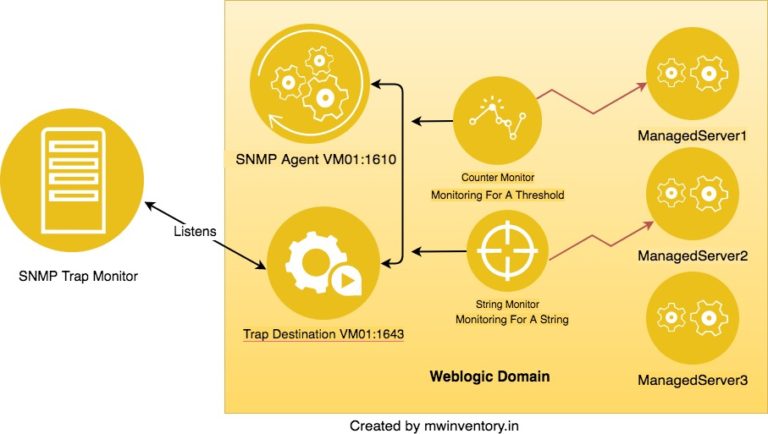 SNMP Trap Monitor
Listens
SNMP Agent VM01:1610
Trap Destination VM01:1643
Counter Monitor
Monitoring For A Threshold
String Monitor
Monitoring For A String
ManagedServer1
ManagedServer2
ManagedServer3
Weblogic Domain
Created by mwinventory.in